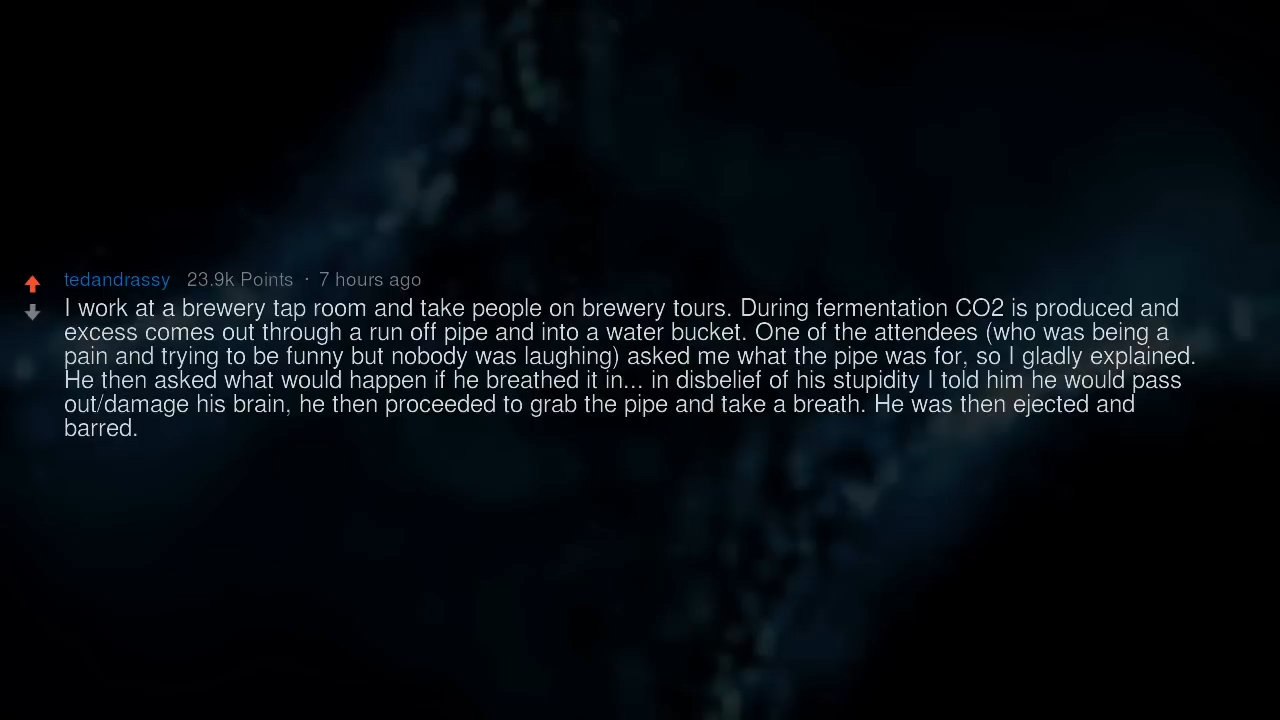 tedandrassy 23.9k Points · 7 hours ago
I work at a brewery tap room and take people on brewery tours. During fermentation CO2 is produced and
excess comes out through a run off pipe and into a water bucket. One of the attendees (who was being a
pain and trying to be funny but nobody was laughing) asked me what the pipe was for, so I gladly explained.
He then asked what would happen if he breathed it in... in disbelief of his stupidity I told him he would pass
out/damage his brain, he then proceeded to grab the pipe and take a breath. He was then ejected and
barred.